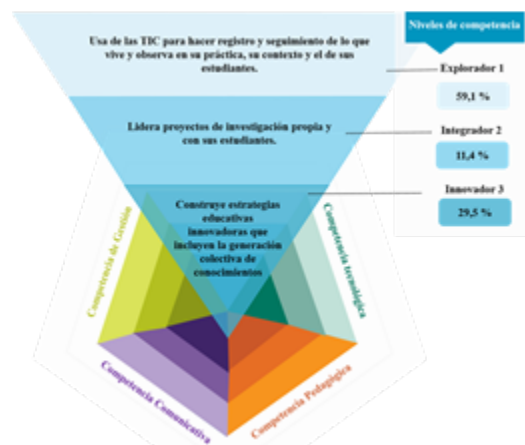 Niveles de competencia
Usa de las TIC para hacer registro y seguimiento de lo que
vive y observa en su práctica, su contexto y el de sus
estudiantes.
Explorador 1
59,1 %
Lidera proyectos de investigación propia y
con sus estudiantes.
Integrador 2
11,4 %
Innovador 3
29,5 %
Construye estrategias
educativas
innovadoras que
incluyen la generación
colectiva de
conocimientos
Competencia de Gestión
Competencia tecnológica
Competencia Comunicativa
Competencia Pedagógica